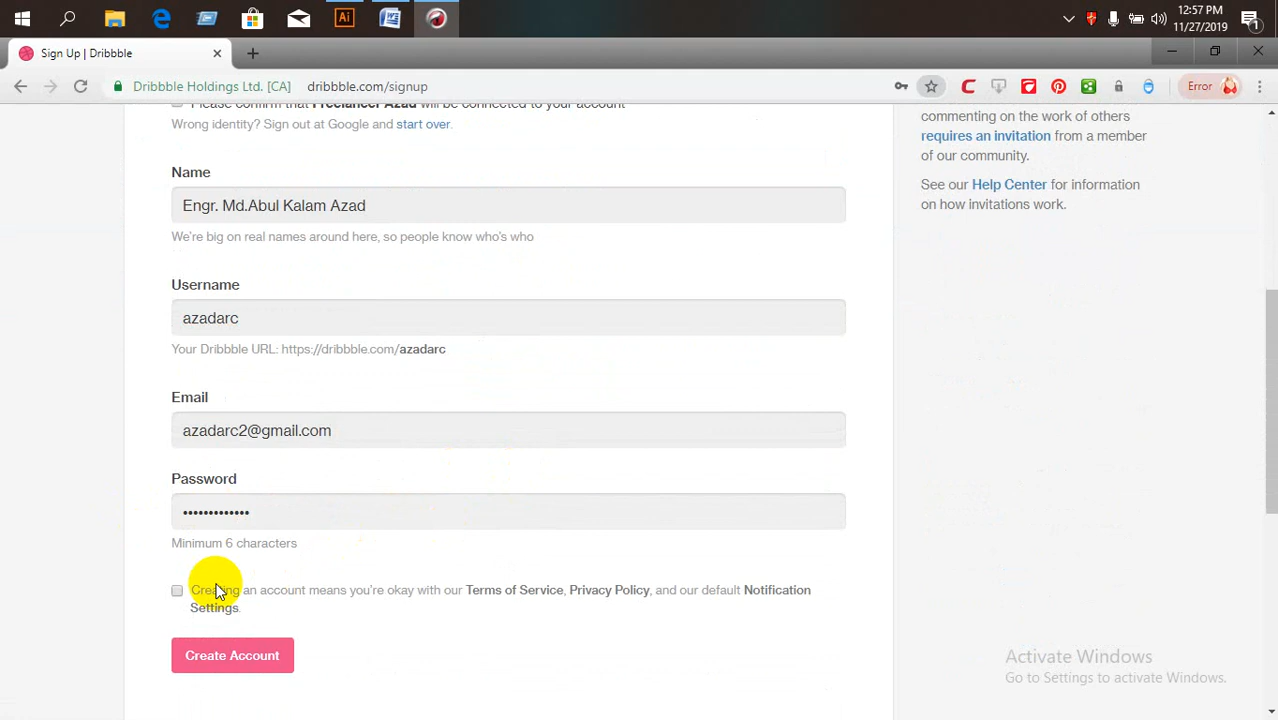 12:57 PM
11/27/2019
Sign Up | Dribbble
Dribbble Holdings Ltd. [CA]
dribbble.com/signup
Error
Please confirm that Freelancer Azad will be connected to your account
Wrong identity? Sign out at Google and start over.
Name
Engr. Md.Abul Kalam Azad
We're big on real names around here, so people know who's who
Username
azadarc
Your Dribbble URL: https://dribbble.com/azadarc
Email
azadarc2@gmail.com
Password
•••••••••••••
Minimum 6 characters
Creating an account means you're okay with our Terms of Service, Privacy Policy, and our default Notification
Settings.
Create Account
commenting on the work of others
requires an invitation from a member
of our community.
See our Help Center for information
on how invitations work.
Activate Windows
Go to Settings to activate Windows.